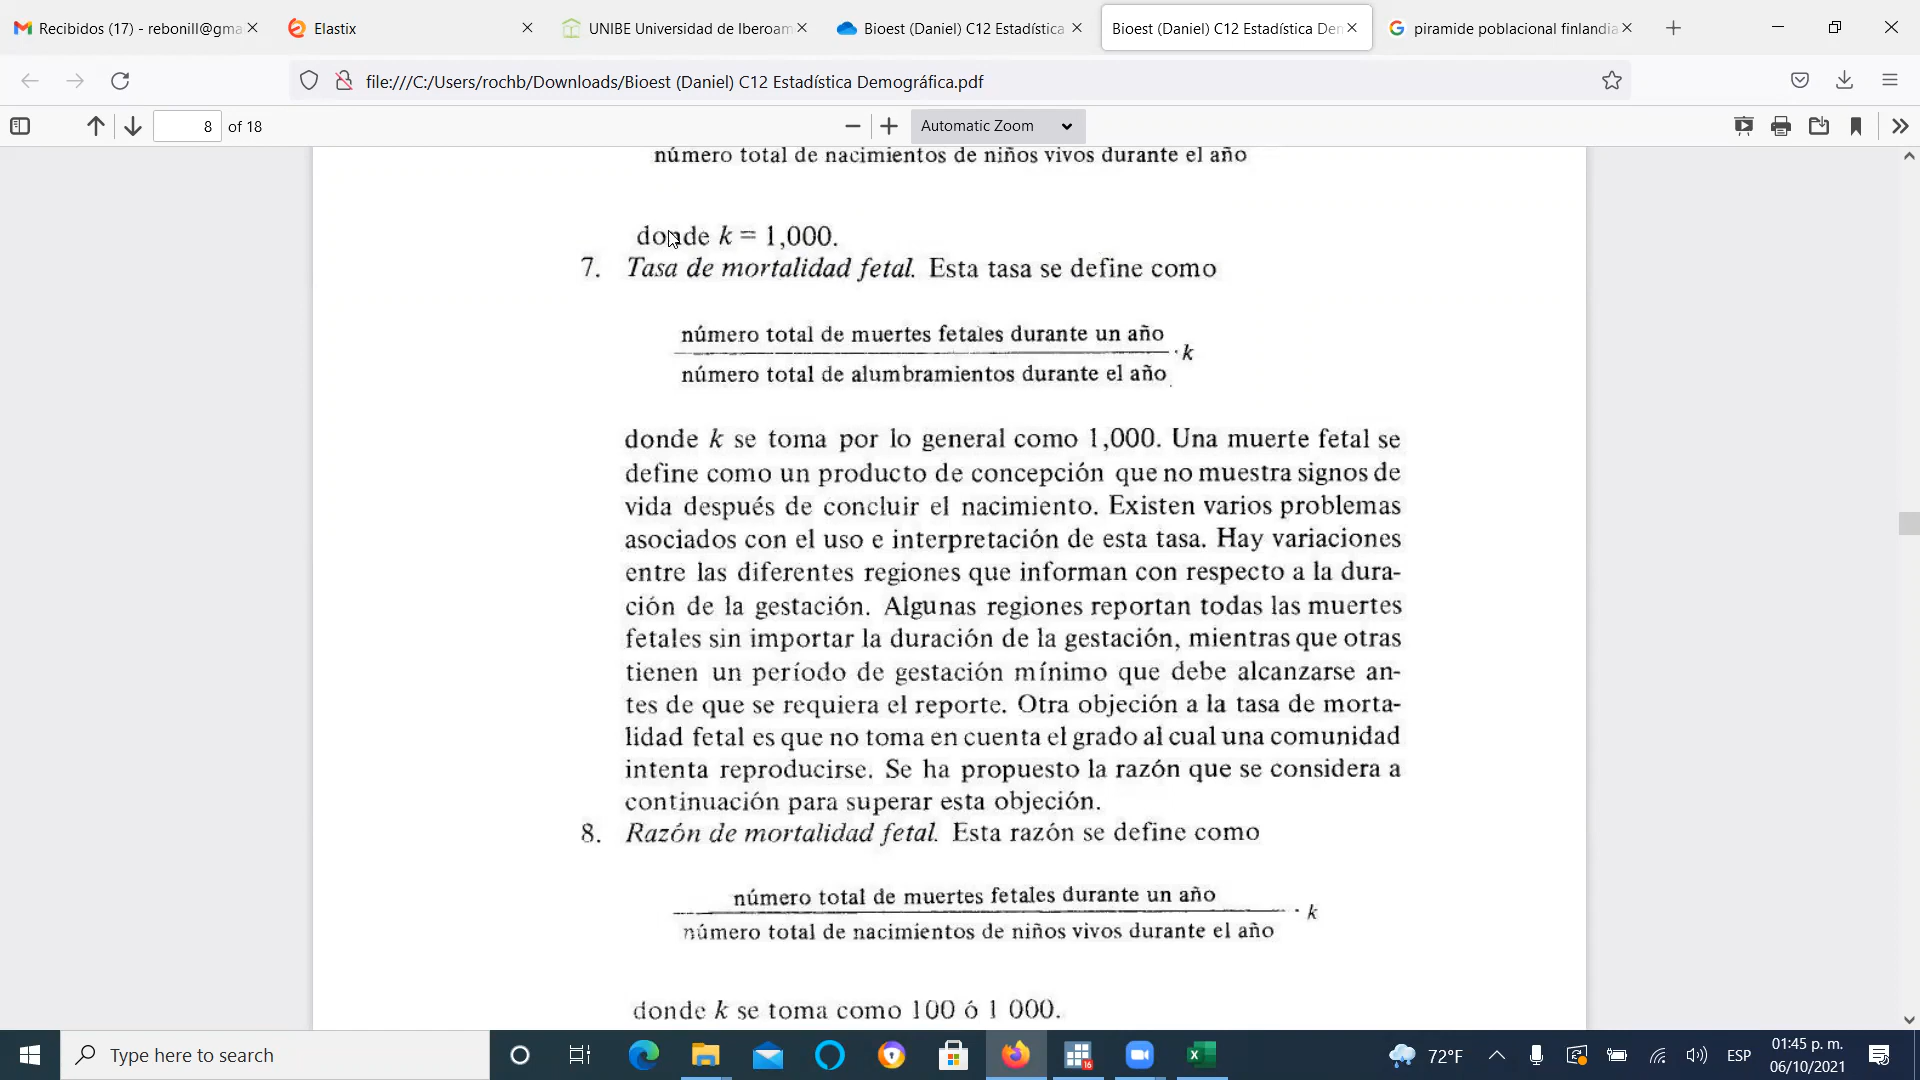 Recibidos (17) - rebonill@gma
Elastix
UNIBE Universidad de Iberoam
Bioest (Daniel) C12 Estadística
Bioest (Daniel) C12 Estadística Den
piramide poblacional finlandia
file:///C:/Users/rochb/Downloads/Bioest (Daniel) C12 Estadística Demográfica.pdf
8 of 18
Automatic Zoom
número total de nacimientos de niños vivos durante el año
donde k = 1,000.
7. Tasa de mortalidad fetal. Esta tasa se define como
número total de muertes fetales durante un año
· k
número total de alumbramientos durante el año
donde k se toma por lo general como 1,000. Una muerte fetal se
define como un producto de concepción que no muestra signos de
vida después de concluir el nacimiento. Existen varios problemas
asociados con el uso e interpretación de esta tasa. Hay variaciones
entre las diferentes regiones que informan con respecto a la dura-
ción de la gestación. Algunas regiones reportan todas las muertes
fetales sin importar la duración de la gestación, mientras que otras
tienen un período de gestación mínimo que debe alcanzarse an-
tes de que se requiera el reporte. Otra objeción a la tasa de morta-
lidad fetal es que no toma en cuenta el grado al cual una comunidad
intenta reproducirse. Se ha propuesto la razón que se considera a
continuación para superar esta objeción.
8. Razón de mortalidad fetal. Esta razón se define como
número total de muertes fetales durante un año
· k
número total de nacimientos de niños vivos durante el año
donde k se toma como 100 ó 1 000.
Type here to search
16
72°F
ESP
01:45 p. m.
06/10/2021